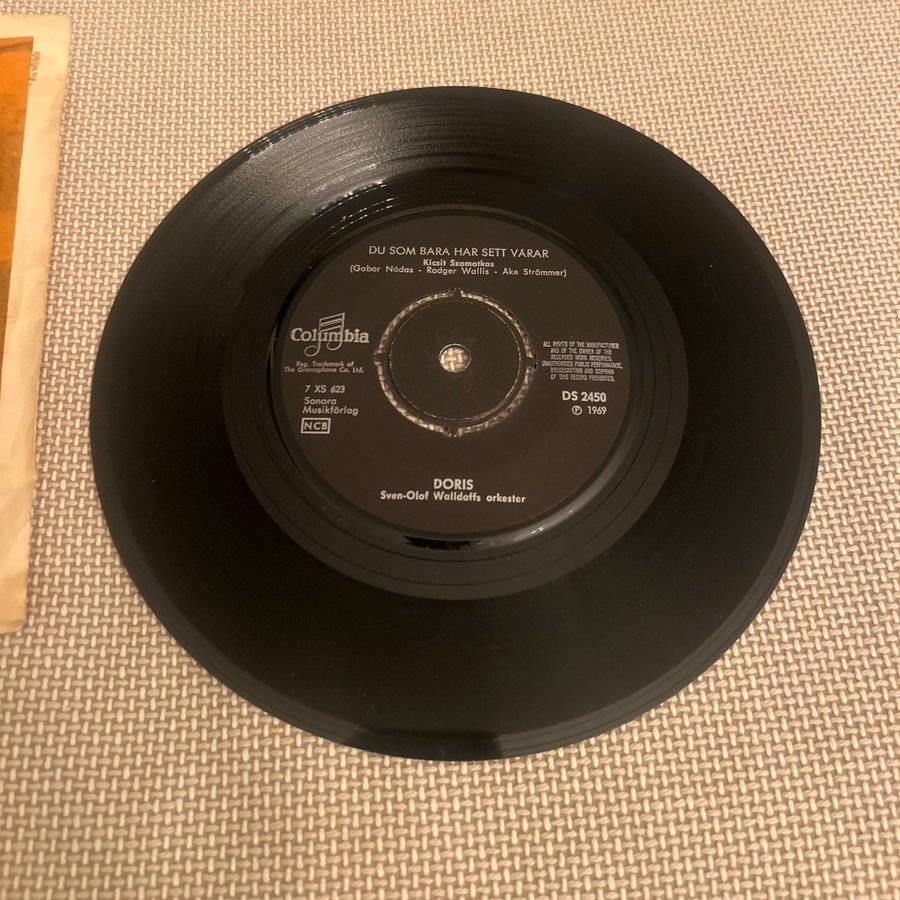 DU SOM BARA HAR SETT VÅRAR
Kicsit Szomotkas
(Gabor Nádas - Rodger Wallis - Åke Strömmer)
Columbia
Reg. Trademark of
The Gramophone Co. Ltd.
7 XS 623
Sonora
Musikförlag
NCB
ALL RIGHTS OF THE MANUFACTURER
AND OF THE OWNER OF THE
RECORDED WORK RESERVED.
UNAUTHORISED PUBLIC PERFORMANCE,
BROADCASTING AND COPYING
OF THIS RECORD PROHIBITED.
DS 2450
Ⓟ 1969
DORIS
Sven-Olof Walldoffs orkester